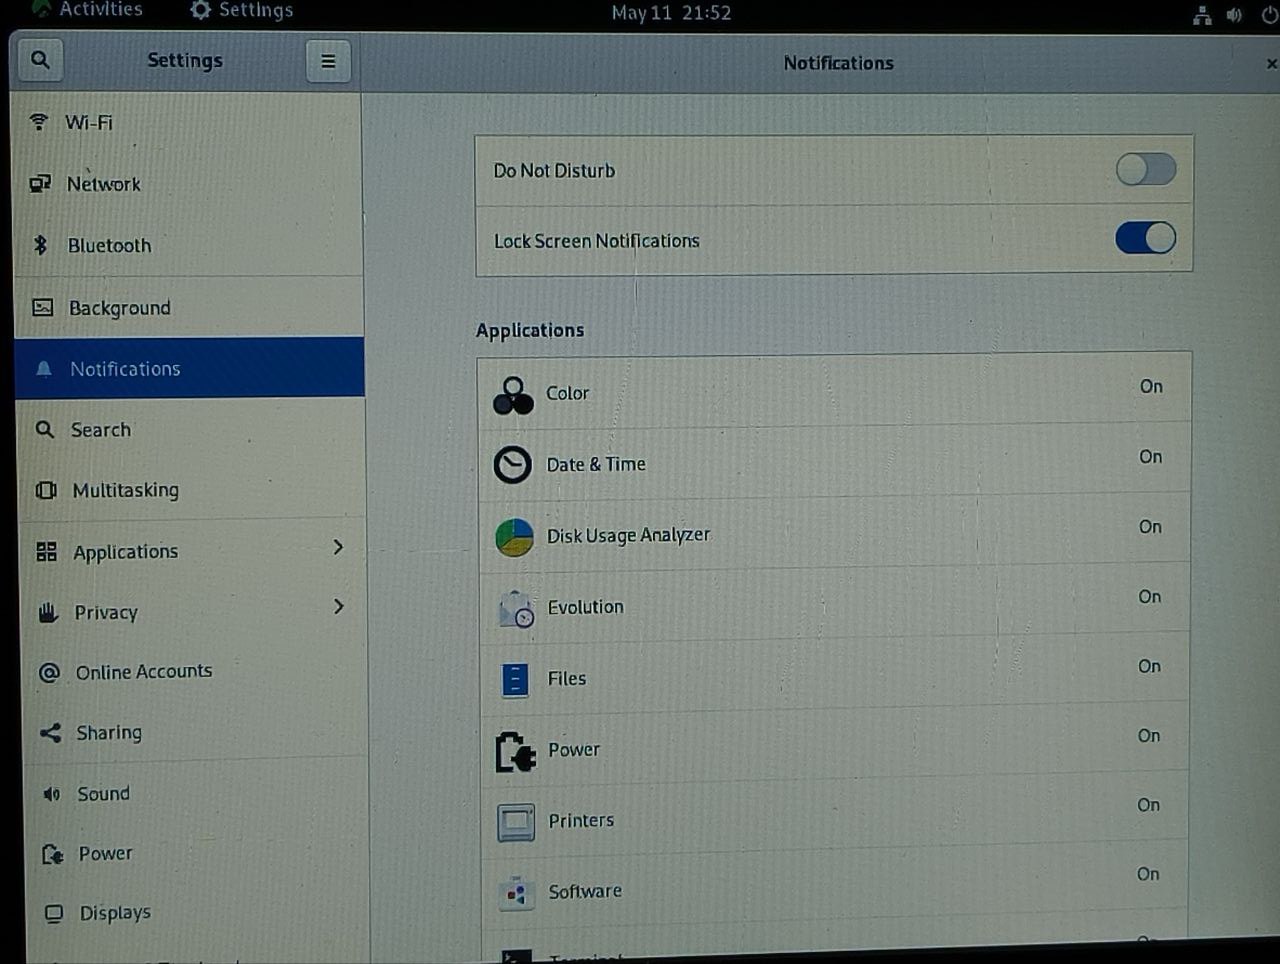 Activities
Settings
May 11 21:52
Settings
Notifications
Wi-Fi
Network
Bluetooth
Background
Notifications
Search
Multitasking
Applications
Privacy
Online Accounts
Sharing
Sound
Power
Displays
Do Not Disturb
Lock Screen Notifications
Applications
Color On
Date & Time On
Disk Usage Analyzer On
Evolution On
Files On
Power On
Printers On
Software On